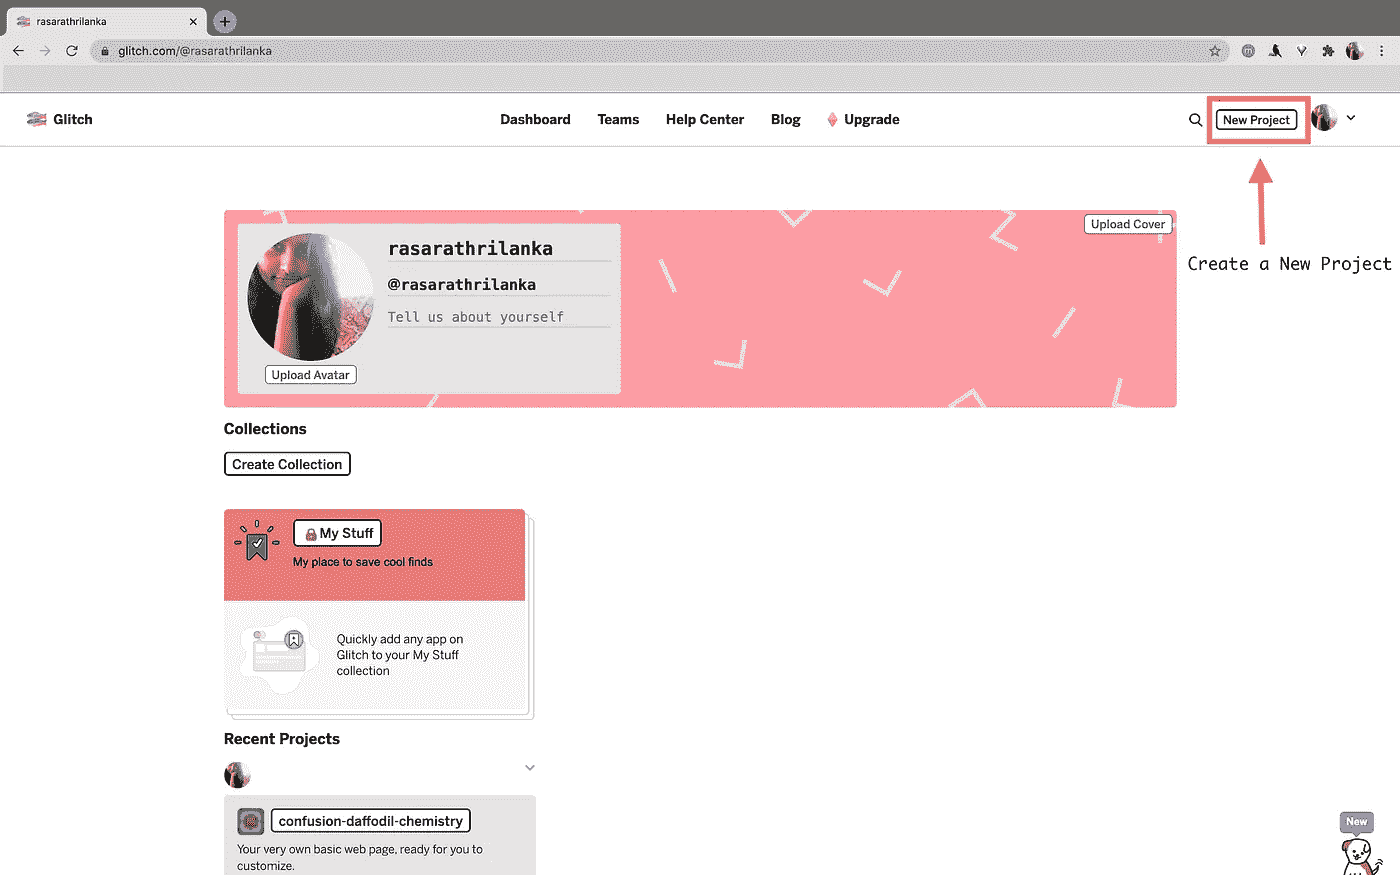 rasarathrilanka
glitch.com/@rasarathrilanka
Glitch
Dashboard
Teams
Help Center
Blog
Upgrade
New Project
Create a New Project
Upload Cover
rasarathrilanka
@rasarathrilanka
Tell us about yourself
Upload Avatar
Collections
Create Collection
My Stuff
My place to save cool finds
Quickly add any app on
Glitch to your My Stuff
collection
Recent Projects
confusion-daffodil-chemistry
Your very own basic web page, ready for you to
customize.
New